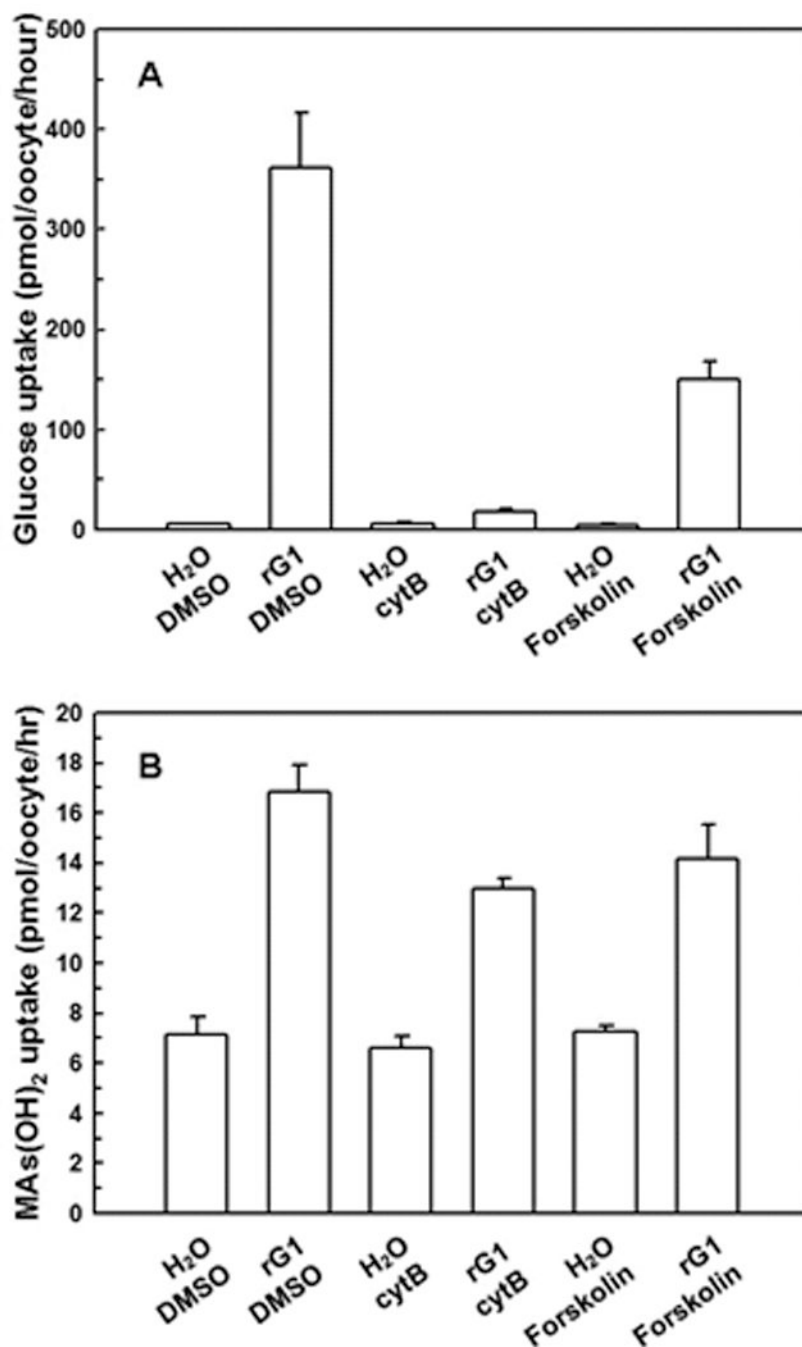 A
Glucose uptake (pmol/oocyte/hour)
500
400
300
200
100
0
H₂O
DMSO
rG1
DMSO
H₂O
cytB
rG1
cytB
H₂O
Forskolin
rG1
Forskolin
B
MAs(OH)₂ uptake (pmol/oocyte/hr)
20
18
16
14
12
10
8
6
4
2
0
H₂O
DMSO
rG1
DMSO
H₂O
cytB
rG1
cytB
H₂O
Forskolin
rG1
Forskolin